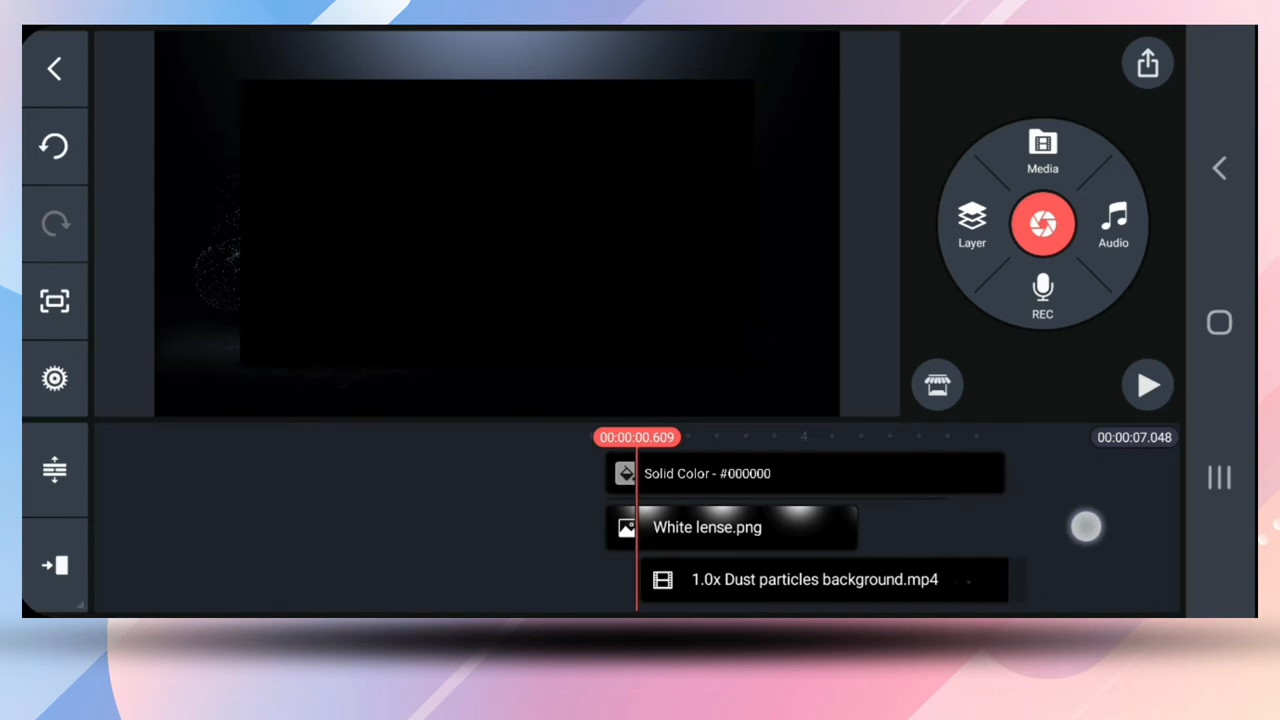 Media
Layer
Audio
REC
00:00:00.609
4
00:00:07.048
Solid Color - #000000
White lense.png
1.0x Dust particles background.mp4